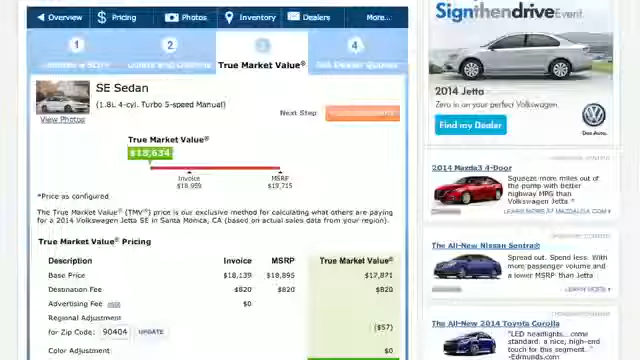 Overview
Pricing
Photos
Inventory
Dealers
More...
1
2
3
4
True Market Value®
SE Sedan
(1.8L 4-cyl. Turbo 5-speed Manual)
View Photos
Next Step
True Market Value®
$18,634
Invoice
MSRP
$19,715
*Price as configured
The True Market Value® (TMV®) price is our exclusive method for calculating what others are paying
for a 2014 Volkswagen Jetta SE in Santa Monica, CA (based on actual sales data from your region).
True Market Value® Pricing
Description Invoice MSRP True Market Value®
Base Price $18,139 $18,895 $17,871
Destination Fee $820 $820 $820
Advertising Fee $0
Regional Adjustment
for Zip Code: 90404 UPDATE ($57)
Color Adjustment $0
SignthendriveEvent.
2014 Jetta
Zero in on your perfect Volkswagen.
Find my Dealer
Das Auto.
2014 Mazda3 4-Door
Squeeze more miles out of
the pump with better
highway MPG than
Volkswagen Jetta *
LEARN MORE AT MAZDAUSA.COM
The All-New Nissan Sentra®
Spread out. Spend less. With
more passenger volume and
a lower MSRP than Jetta
LEARN MORE
The All-New 2014 Toyota Corolla
"LED headlights...come
standard. a nice, high-end
touch for this segment."
-Edmunds.com